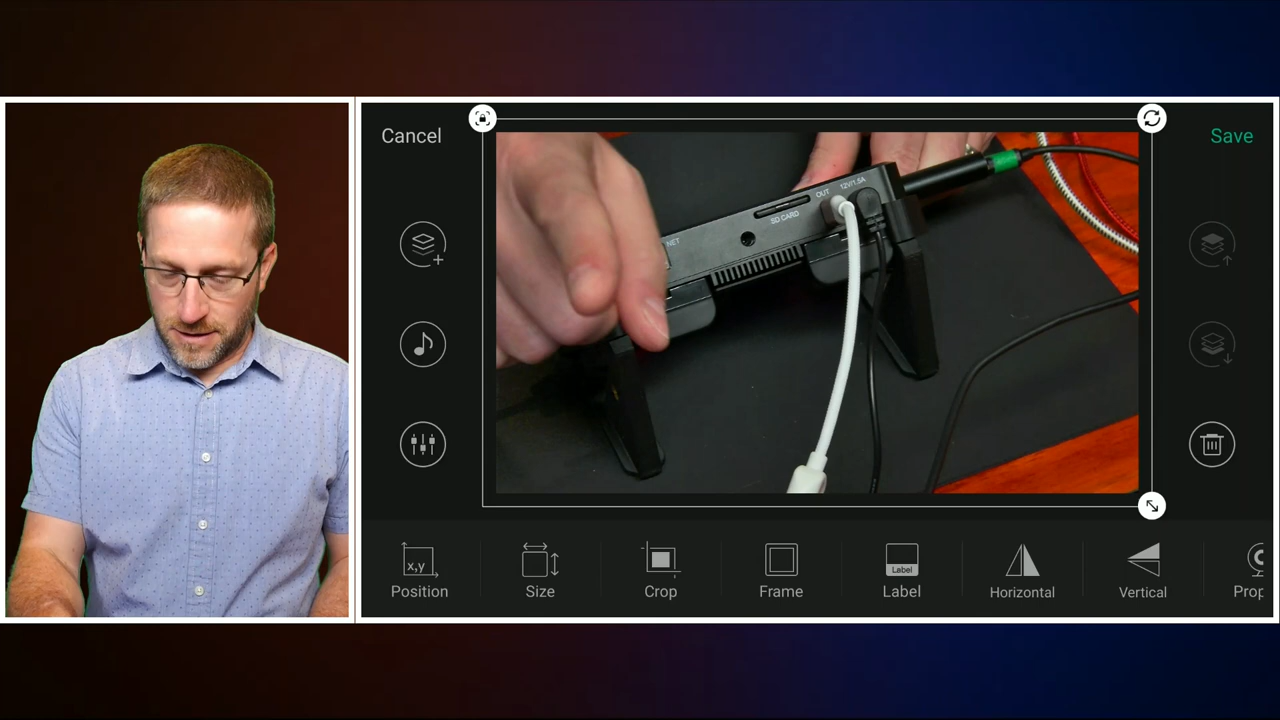 Cancel
Save
NET
SD CARD
OUT
12V/1.5A
x,y
Label
Position
Size
Crop
Frame
Label
Horizontal
Vertical
Prop